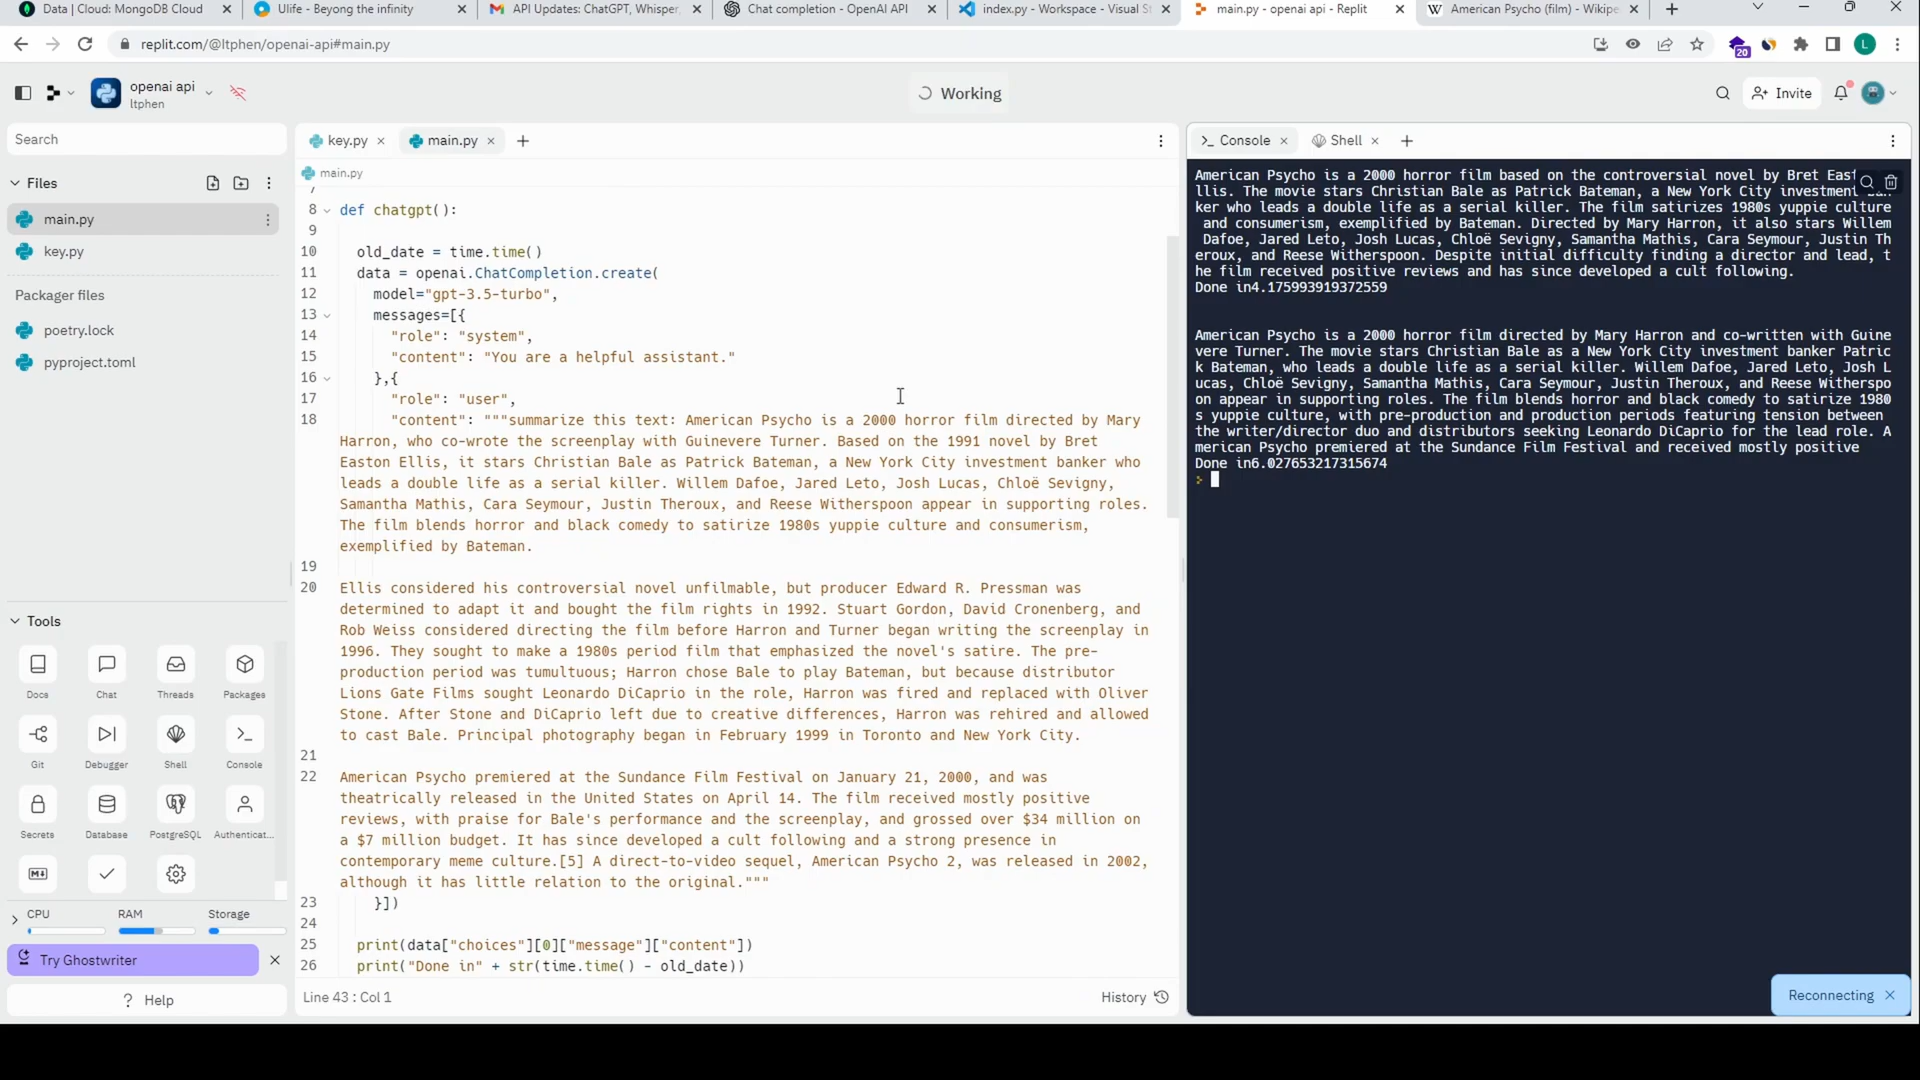 Data | Cloud: MongoDB Cloud
Ulife - Beyong the infinity
API Updates: ChatGPT, Whisper,
Chat completion - OpenAI API
index.py - Workspace - Visual St
main.py - openai api - Replit
American Psycho (film) - Wikipe
replit.com/@ltphen/openai-api#main.py
20
L
openai api
ltphen
Working
Invite
Search
Files
main.py
key.py
Packager files
poetry.lock
pyproject.toml
Tools
Docs
Chat
Threads
Packages
Git
Debugger
Shell
Console
Secrets
Database
PostgreSQL
Authenticat...
CPU
RAM
Storage
Try Ghostwriter
? Help
key.py
main.py
main.py
7
8 def chatgpt():
9
10 old_date = time.time()
11 data = openai.ChatCompletion.create(
12 model="gpt-3.5-turbo",
13 messages=[{
14 "role": "system",
15 "content": "You are a helpful assistant."
16 },{
17 "role": "user",
18 "content": """summarize this text: American Psycho is a 2000 horror film directed by Mary
Harron, who co-wrote the screenplay with Guinevere Turner. Based on the 1991 novel by Bret
Easton Ellis, it stars Christian Bale as Patrick Bateman, a New York City investment banker who
leads a double life as a serial killer. Willem Dafoe, Jared Leto, Josh Lucas, Chloë Sevigny,
Samantha Mathis, Cara Seymour, Justin Theroux, and Reese Witherspoon appear in supporting roles.
The film blends horror and black comedy to satirize 1980s yuppie culture and consumerism,
exemplified by Bateman.
19
20 Ellis considered his controversial novel unfilmable, but producer Edward R. Pressman was
determined to adapt it and bought the film rights in 1992. Stuart Gordon, David Cronenberg, and
Rob Weiss considered directing the film before Harron and Turner began writing the screenplay in
1996. They sought to make a 1980s period film that emphasized the novel's satire. The pre-
production period was tumultuous; Harron chose Bale to play Bateman, but because distributor
Lions Gate Films sought Leonardo DiCaprio in the role, Harron was fired and replaced with Oliver
Stone. After Stone and DiCaprio left due to creative differences, Harron was rehired and allowed
to cast Bale. Principal photography began in February 1999 in Toronto and New York City.
21
22 American Psycho premiered at the Sundance Film Festival on January 21, 2000, and was
theatrically released in the United States on April 14. The film received mostly positive
reviews, with praise for Bale's performance and the screenplay, and grossed over $34 million on
a $7 million budget. It has since developed a cult following and a strong presence in
contemporary meme culture.[5] A direct-to-video sequel, American Psycho 2, was released in 2002,
although it has little relation to the original."""
23 }])
24
25 print(data["choices"][0]["message"]["content"])
26 print("Done in" + str(time.time() - old_date))
Line 43 : Col 1
History
Console
Shell
American Psycho is a 2000 horror film based on the controversial novel by Bret East
llis. The movie stars Christian Bale as Patrick Bateman, a New York City investment ban
ker who leads a double life as a serial killer. The film satirizes 1980s yuppie culture
and consumerism, exemplified by Bateman. Directed by Mary Harron, it also stars Willem
Dafoe, Jared Leto, Josh Lucas, Chloë Sevigny, Samantha Mathis, Cara Seymour, Justin Th
eroux, and Reese Witherspoon. Despite initial difficulty finding a director and lead, t
he film received positive reviews and has since developed a cult following.
Done in4.175993919372559
American Psycho is a 2000 horror film directed by Mary Harron and co-written with Guine
vere Turner. The movie stars Christian Bale as a New York City investment banker Patric
k Bateman, who leads a double life as a serial killer. Willem Dafoe, Jared Leto, Josh L
ucas, Chloë Sevigny, Samantha Mathis, Cara Seymour, Justin Theroux, and Reese Witherspo
on appear in supporting roles. The film blends horror and black comedy to satirize 1980
s yuppie culture, with pre-production and production periods featuring tension between
the writer/director duo and distributors seeking Leonardo DiCaprio for the lead role. A
merican Psycho premiered at the Sundance Film Festival and received mostly positive
Done in6.027653217315674
Reconnecting